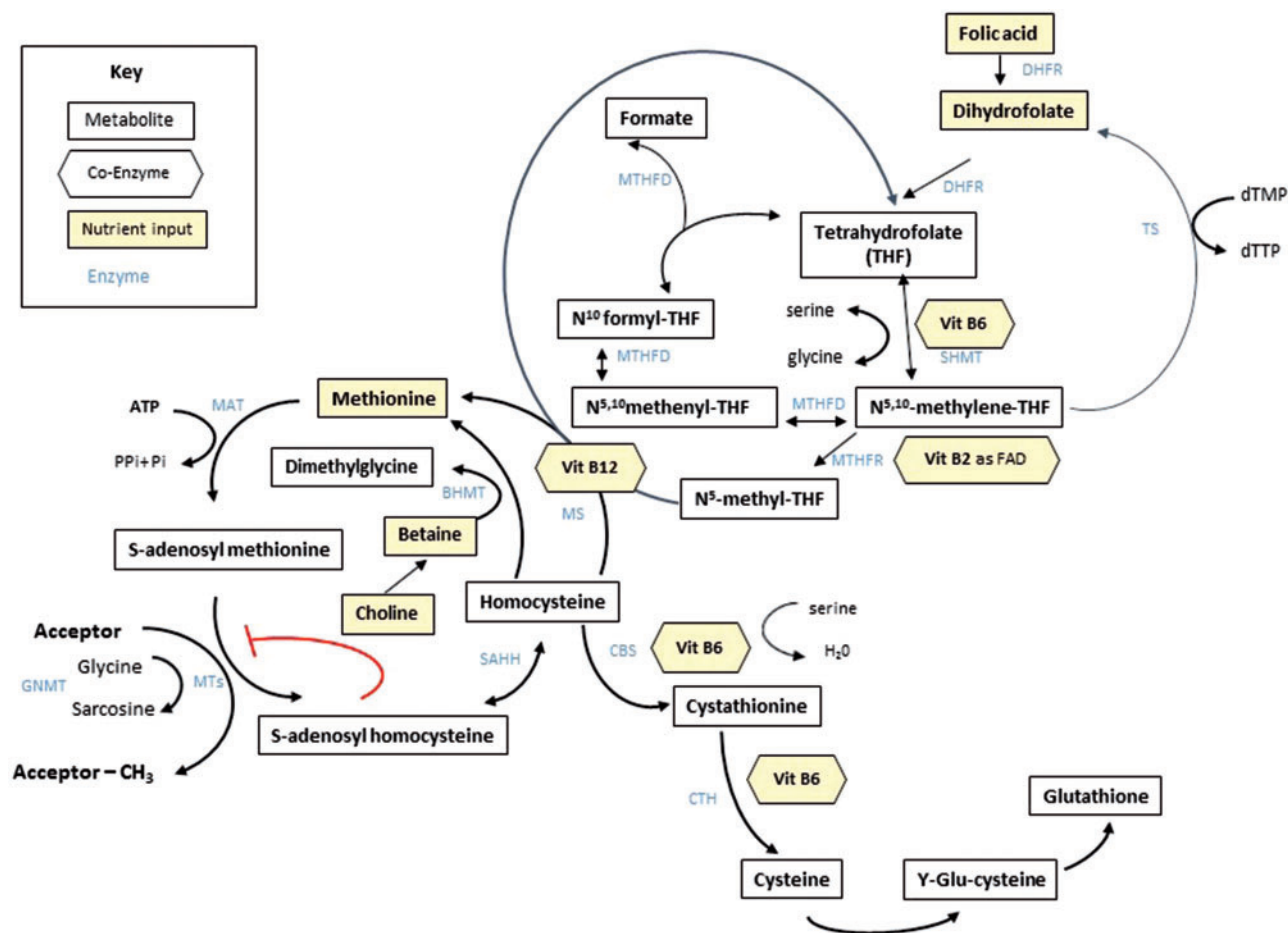 Key
Metabolite
Co-Enzyme
Nutrient input
Enzyme
Folic acid
DHFR
Dihydrofolate
DHFR
Formate
MTHFD
Tetrahydrofolate
(THF)
TS
dTMP
dTTP
N¹⁰ formyl-THF
serine
glycine
Vit B6
SHMT
MTHFD
N⁵,¹⁰methenyl-THF
MTHFD
N⁵,¹⁰-methylene-THF
MTHFR
Vit B2 as FAD
N⁵-methyl-THF
Vit B12
MS
Methionine
MAT
ATP
PPi+Pi
Dimethylglycine
BHMT
Betaine
Choline
S-adenosyl methionine
Homocysteine
Acceptor
Glycine
GNMT
MTs
Sarcosine
Acceptor – CH₃
SAHH
S-adenosyl homocysteine
CBS
Vit B6
serine
H₂0
Cystathionine
CTH
Vit B6
Cysteine
Y-Glu-cysteine
Glutathione